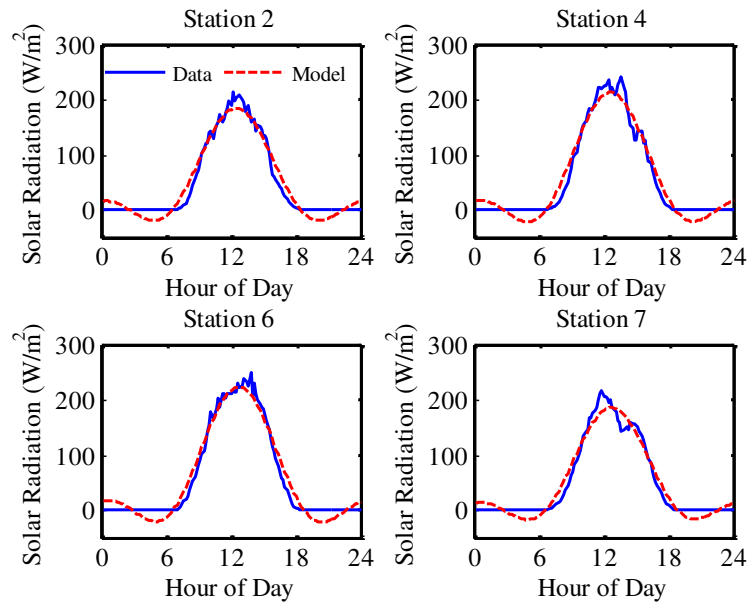 Station 2
Solar Radiation (W/m²)
300
200
100
0
Data
Model
0 6 12 18 24
Hour of Day
Station 4
Solar Radiation (W/m²)
300
200
100
0
0 6 12 18 24
Hour of Day
Station 6
Solar Radiation (W/m²)
300
200
100
0
0 6 12 18 24
Hour of Day
Station 7
Solar Radiation (W/m²)
300
200
100
0
0 6 12 18 24
Hour of Day